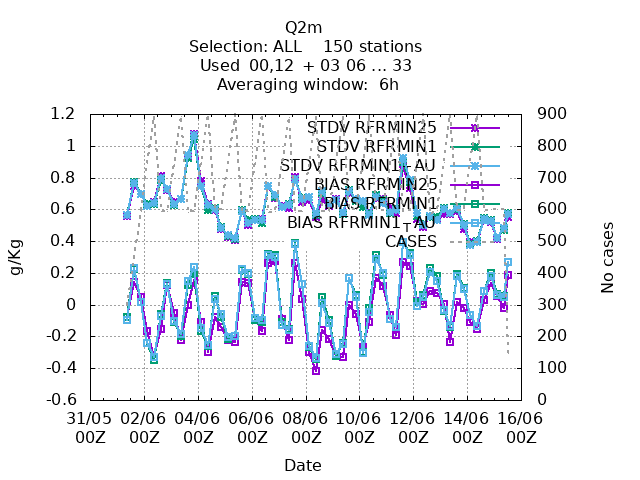 Q2m
Selection: ALL 150 stations
Used 00,12 + 03 06 ... 33
Averaging window: 6h
1.2
1
0.8
0.6
0.4
0.2
0
-0.2
-0.4
-0.6
g/Kg
STDV RFRMIN25
STDV RFRMIN1
STDV RFRMIN1_AU
BIAS RFRMIN25
BIAS RFRMIN1
BIAS RFRMIN1_AU
CASES
900
800
700
600
500
400
300
200
100
0
No cases
31/05 02/06 04/06 06/06 08/06 10/06 12/06 14/06 16/06
00Z 00Z 00Z 00Z 00Z 00Z 00Z 00Z 00Z
Date